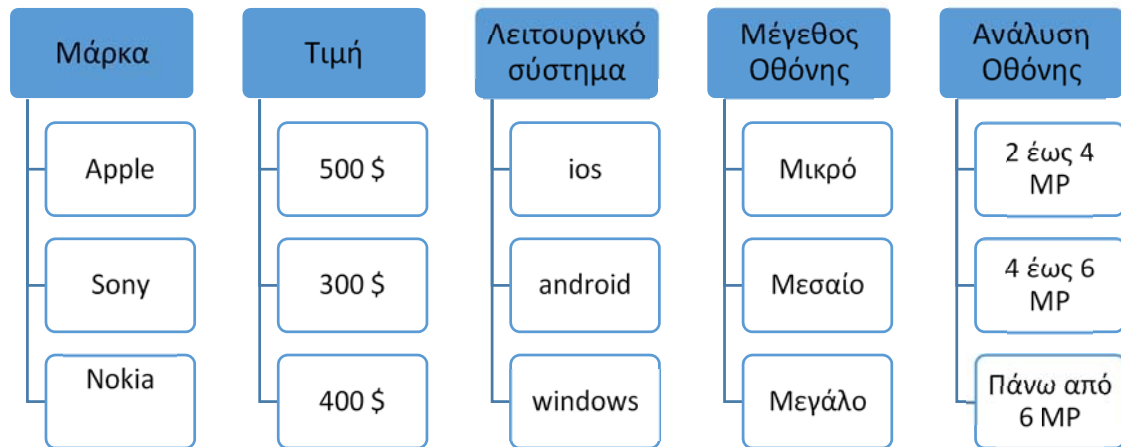 Μάρκα
Apple
Sony
Nokia
Τιμή
500 $
300 $
400 $
Λειτουργικό
σύστημα
ios
android
windows
Μέγεθος
Οθόνης
Μικρό
Μεσαίο
Μεγάλο
Ανάλυση
Οθόνης
2 έως 4
MP
4 έως 6
MP
Πάνω από
6 MP